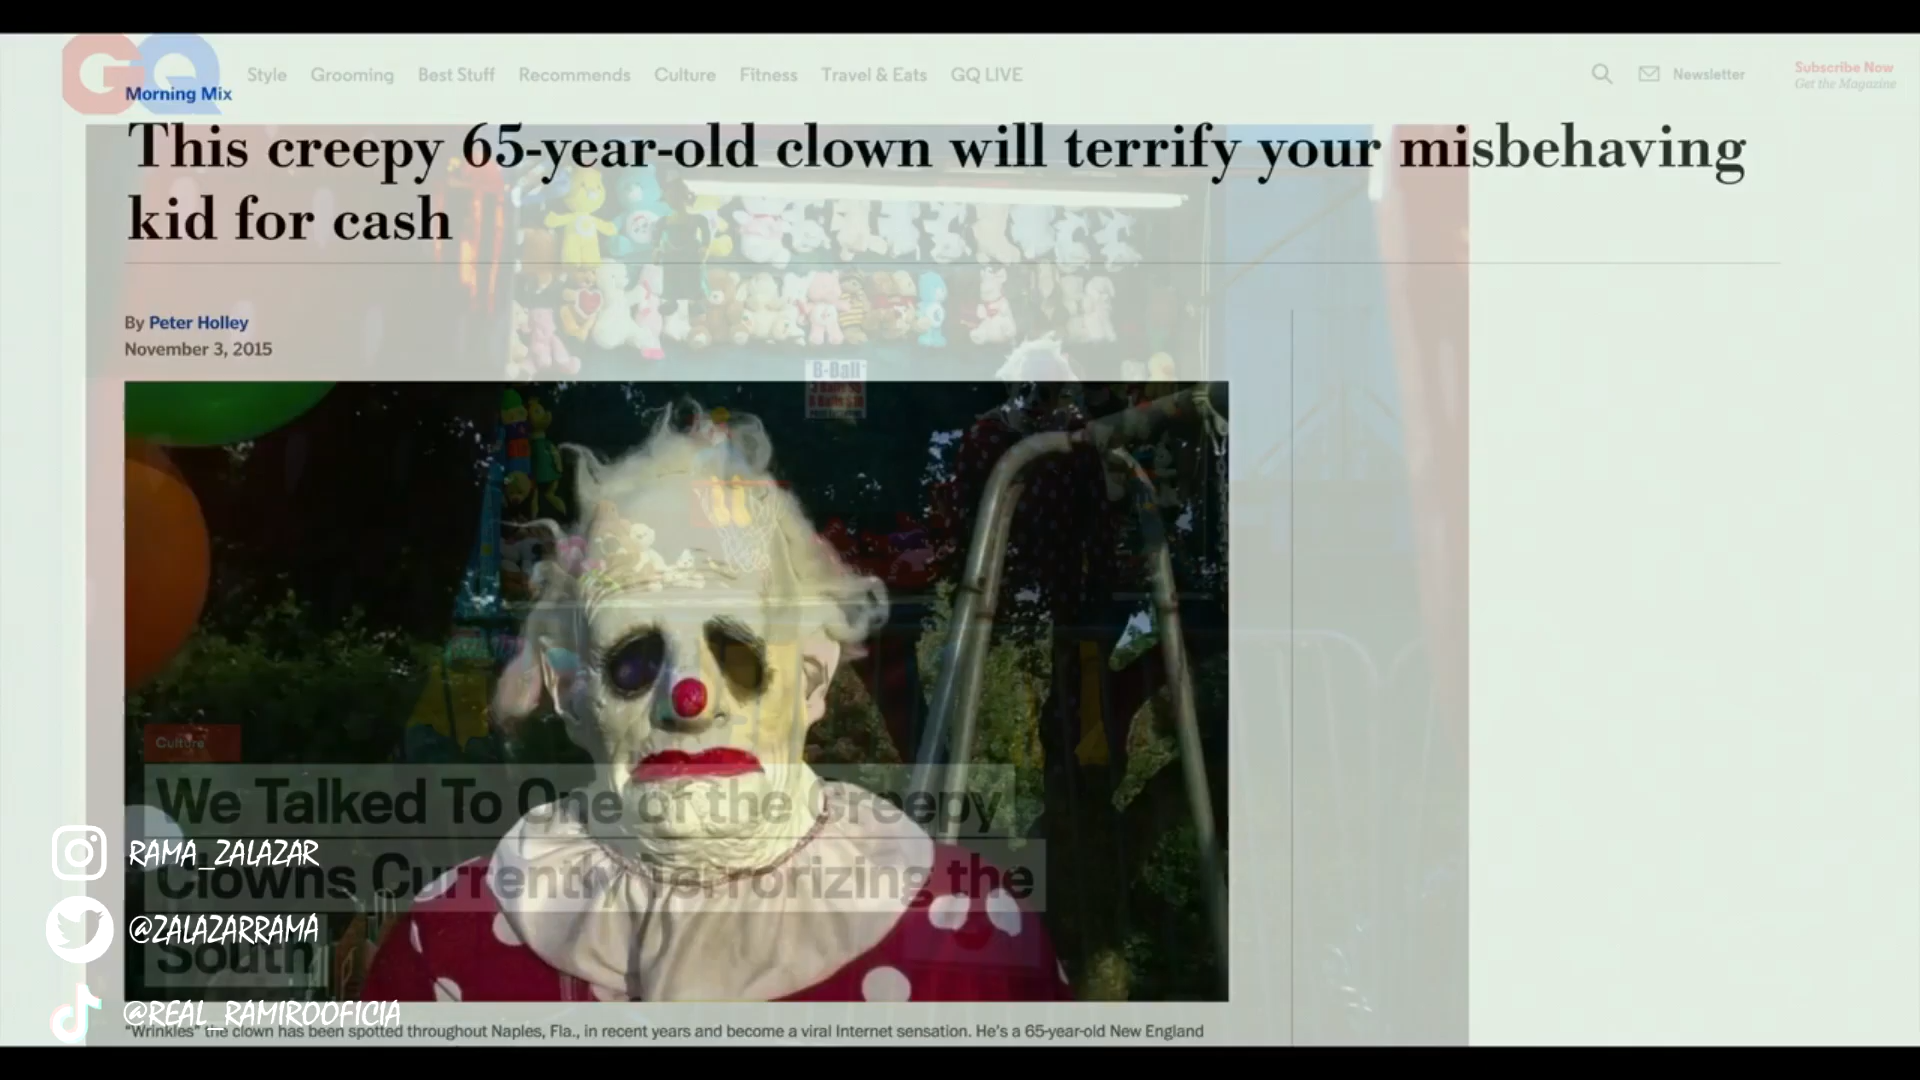 GQ
Style Grooming Best Stuff Recommends Culture Fitness Travel & Eats GQ LIVE
Newsletter
Subscribe Now
Get the Magazine
Morning Mix
This creepy 65-year-old clown will terrify your misbehaving
kid for cash
By Peter Holley
November 3, 2015
B-Ball
Culture
We Talked To One of the Creepy
Clowns Currently Terrorizing the
South
RAMA_ZALAZAR
@ZALAZARRAMA
@REAL_RAMIROOFICIA
"Wrinkles" the clown has been spotted throughout Naples, Fla., in recent years and become a viral Internet sensation. He's a 65-year-old New England